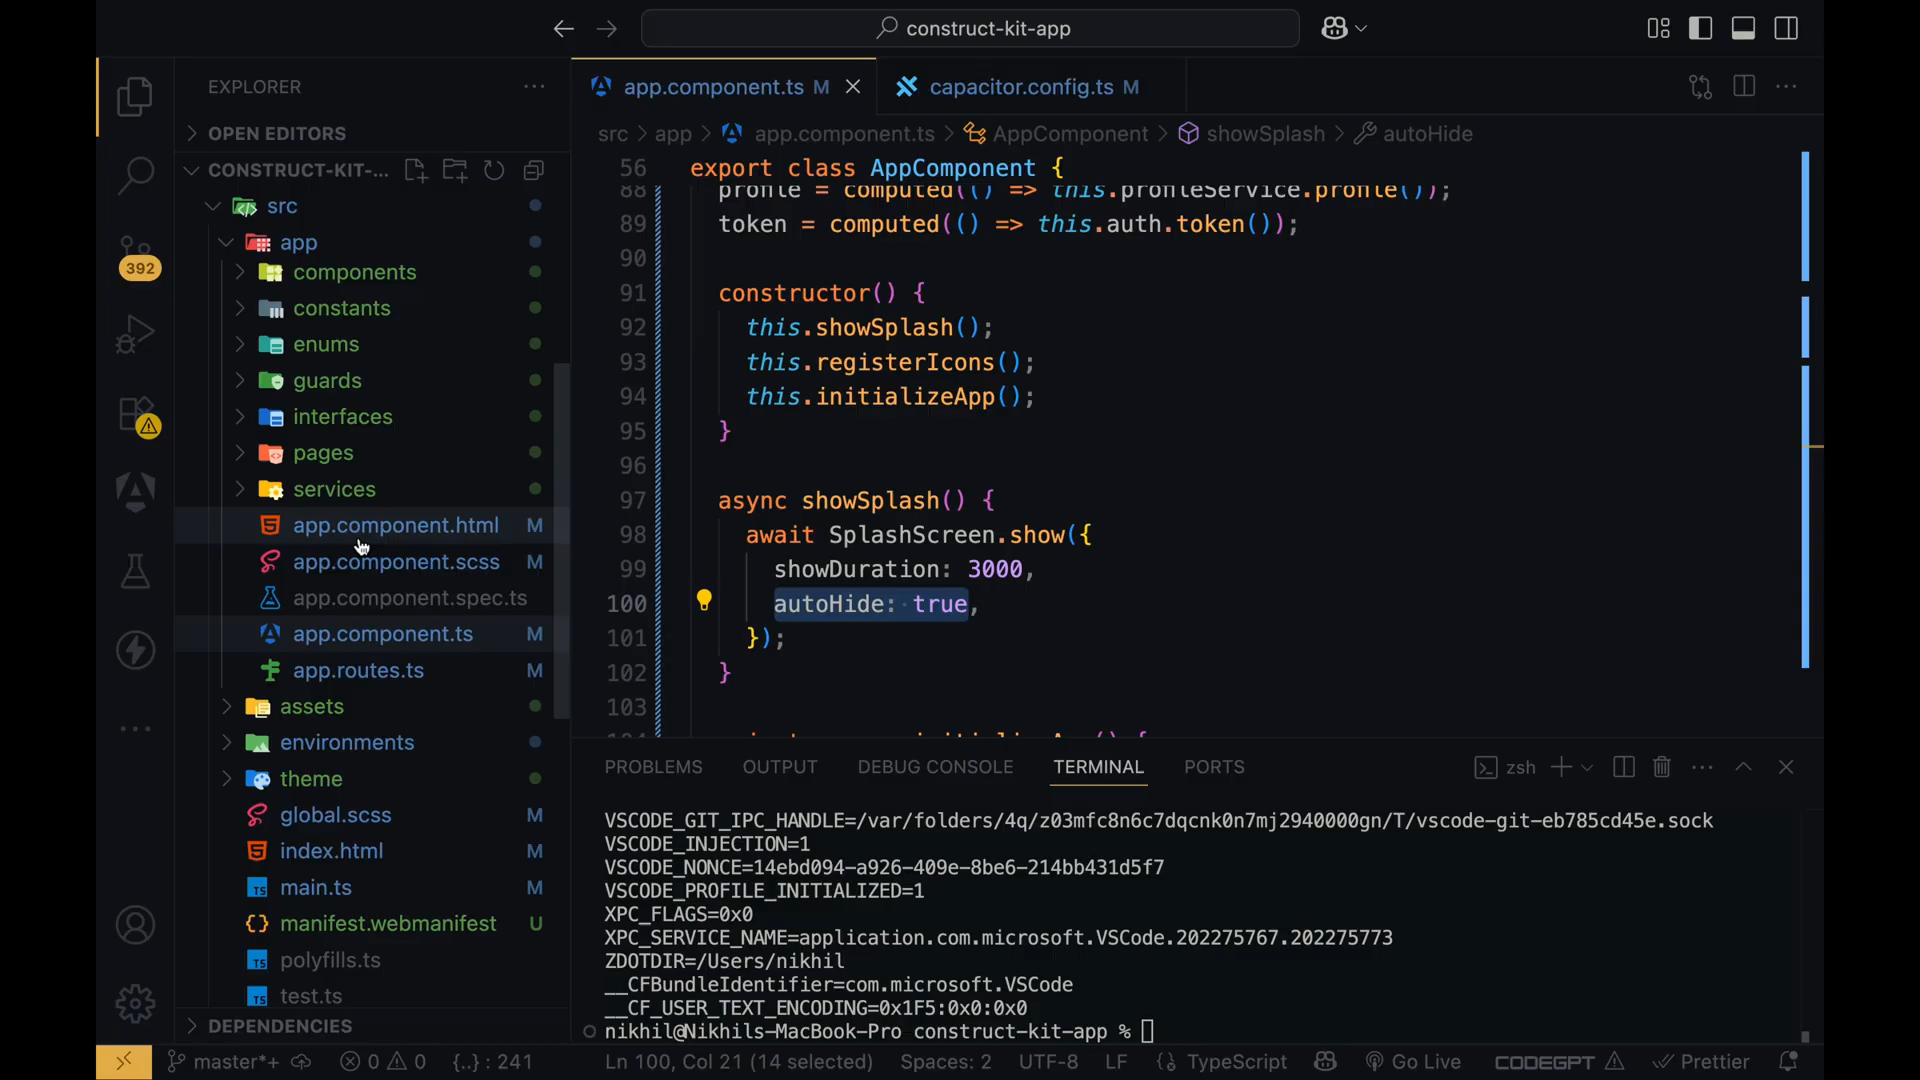 construct-kit-app
EXPLORER
OPEN EDITORS
CONSTRUCT-KIT-...
src
app
components
constants
enums
guards
interfaces
pages
services
app.component.html M
app.component.scss M
app.component.spec.ts
app.component.ts M
app.routes.ts M
assets
environments
theme
global.scss M
index.html M
main.ts M
manifest.webmanifest U
polyfills.ts
test.ts
DEPENDENCIES
392
app.component.ts M
capacitor.config.ts M
src > app > app.component.ts > AppComponent > showSplash > autoHide
56 export class AppComponent {
88 profile = computed(() => this.profileService.profile());
89 token = computed(() => this.auth.token());
90
91 constructor() {
92 this.showSplash();
93 this.registerIcons();
94 this.initializeApp();
95 }
96
97 async showSplash() {
98 await SplashScreen.show({
99 showDuration: 3000,
100 autoHide: true,
101 });
102 }
103
PROBLEMS OUTPUT DEBUG CONSOLE TERMINAL PORTS
zsh
VSCODE_GIT_IPC_HANDLE=/var/folders/4q/z03mfc8n6c7dqcnk0n7mj2940000gn/T/vscode-git-eb785cd45e.sock
VSCODE_INJECTION=1
VSCODE_NONCE=14ebd094-a926-409e-8be6-214bb431d5f7
VSCODE_PROFILE_INITIALIZED=1
XPC_FLAGS=0x0
XPC_SERVICE_NAME=application.com.microsoft.VSCode.202275767.202275773
ZDOTDIR=/Users/nikhil
__CFBundleIdentifier=com.microsoft.VSCode
__CF_USER_TEXT_ENCODING=0x1F5:0x0:0x0
nikhil@Nikhils-MacBook-Pro construct-kit-app %
master*+ 0 0 {..} : 241 Ln 100, Col 21 (14 selected) Spaces: 2 UTF-8 LF TypeScript Go Live CODEGPT Prettier